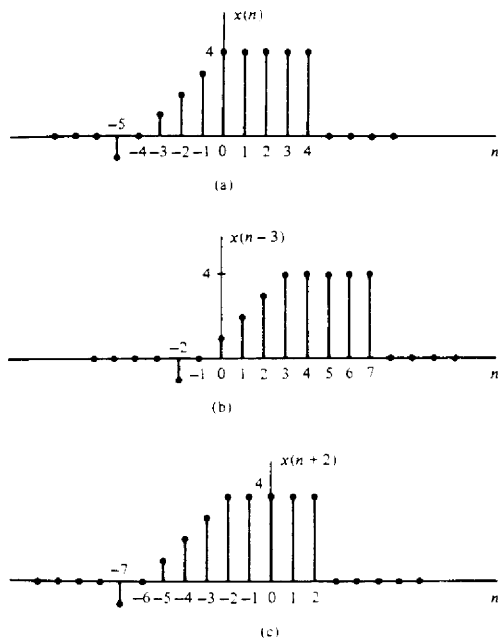 x(n)
4
−5
−4 −3 −2 −1 0 1 2 3 4 n
(a)
x(n − 3)
4
−2
−1 0 1 2 3 4 5 6 7 n
(b)
x(n + 2)
4
−7
−6 −5 −4 −3 −2 −1 0 1 2 n
(c)